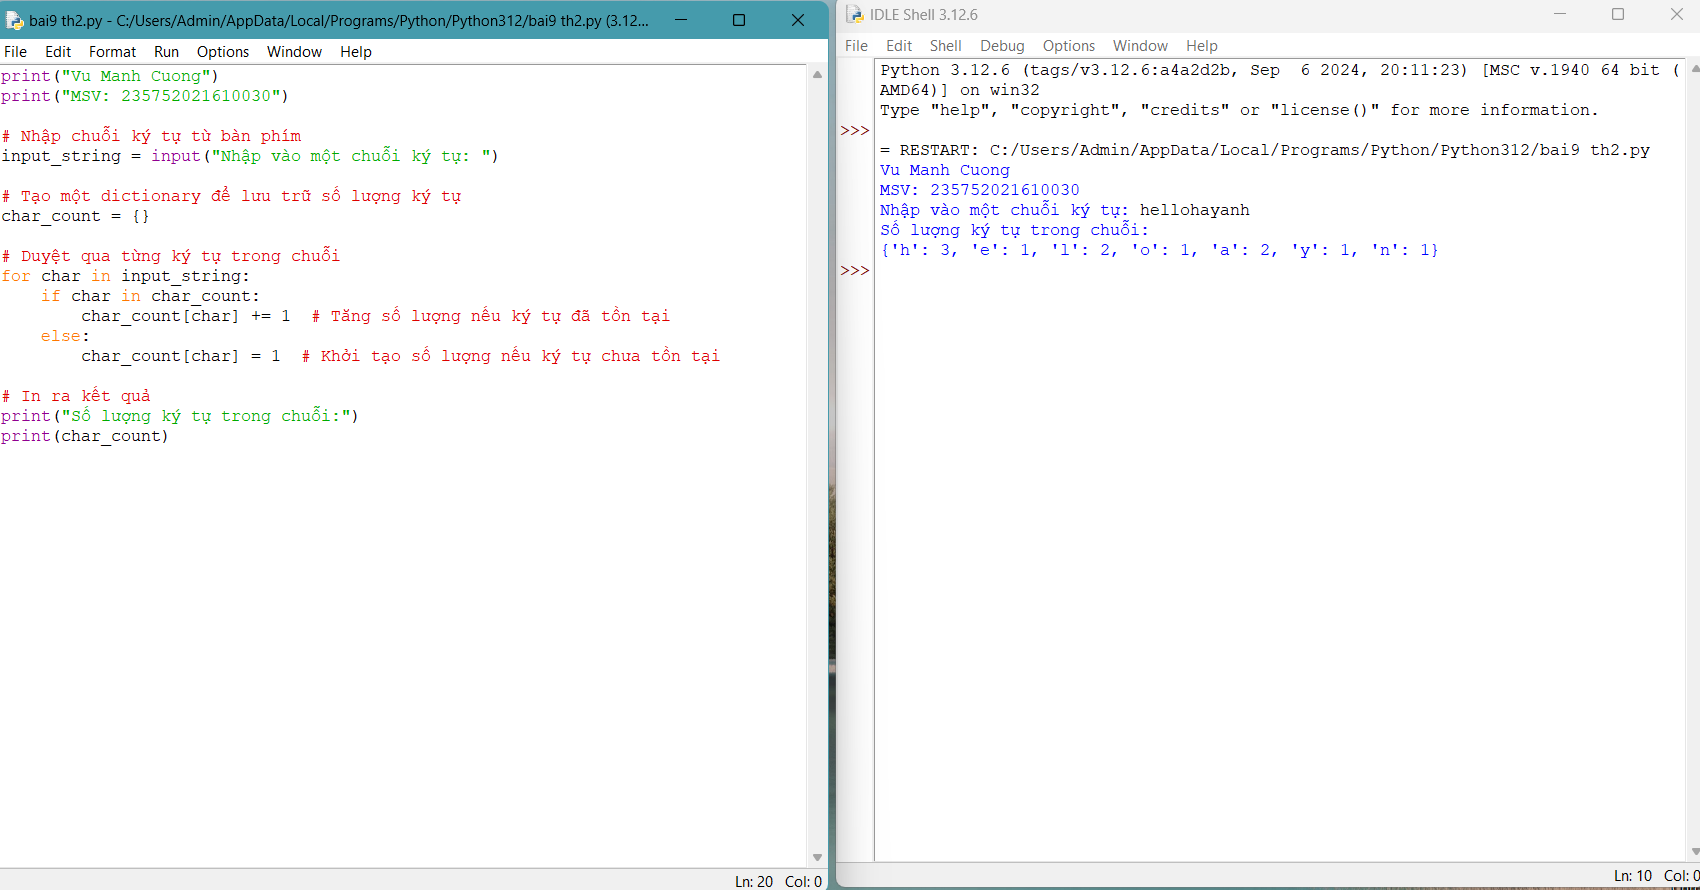 bai9 th2.py - C:/Users/Admin/AppData/Local/Programs/Python/Python312/bai9 th2.py (3.12...
File Edit Format Run Options Window Help
print("Vu Manh Cuong")
print("MSV: 235752021610030")
# Nhập chuỗi ký tự từ bàn phím
input_string = input("Nhập vào một chuỗi ký tự: ")
# Tạo một dictionary để lưu trữ số lượng ký tự
char_count = {}
# Duyệt qua từng ký tự trong chuỗi
for char in input_string:
    if char in char_count:
        char_count[char] += 1  # Tăng số lượng nếu ký tự đã tồn tại
    else:
        char_count[char] = 1  # Khởi tạo số lượng nếu ký tự chưa tồn tại
# In ra kết quả
print("Số lượng ký tự trong chuỗi:")
print(char_count)
Ln: 20 Col: 0
IDLE Shell 3.12.6
File Edit Shell Debug Options Window Help
Python 3.12.6 (tags/v3.12.6:a4a2d2b, Sep  6 2024, 20:11:23) [MSC v.1940 64 bit (
AMD64)] on win32
Type "help", "copyright", "credits" or "license()" for more information.
>>>
= RESTART: C:/Users/Admin/AppData/Local/Programs/Python/Python312/bai9 th2.py
Vu Manh Cuong
MSV: 235752021610030
Nhập vào một chuỗi ký tự: hellohayanh
Số lượng ký tự trong chuỗi:
{'h': 3, 'e': 1, 'l': 2, 'o': 1, 'a': 2, 'y': 1, 'n': 1}
>>>
Ln: 10 Col: 0